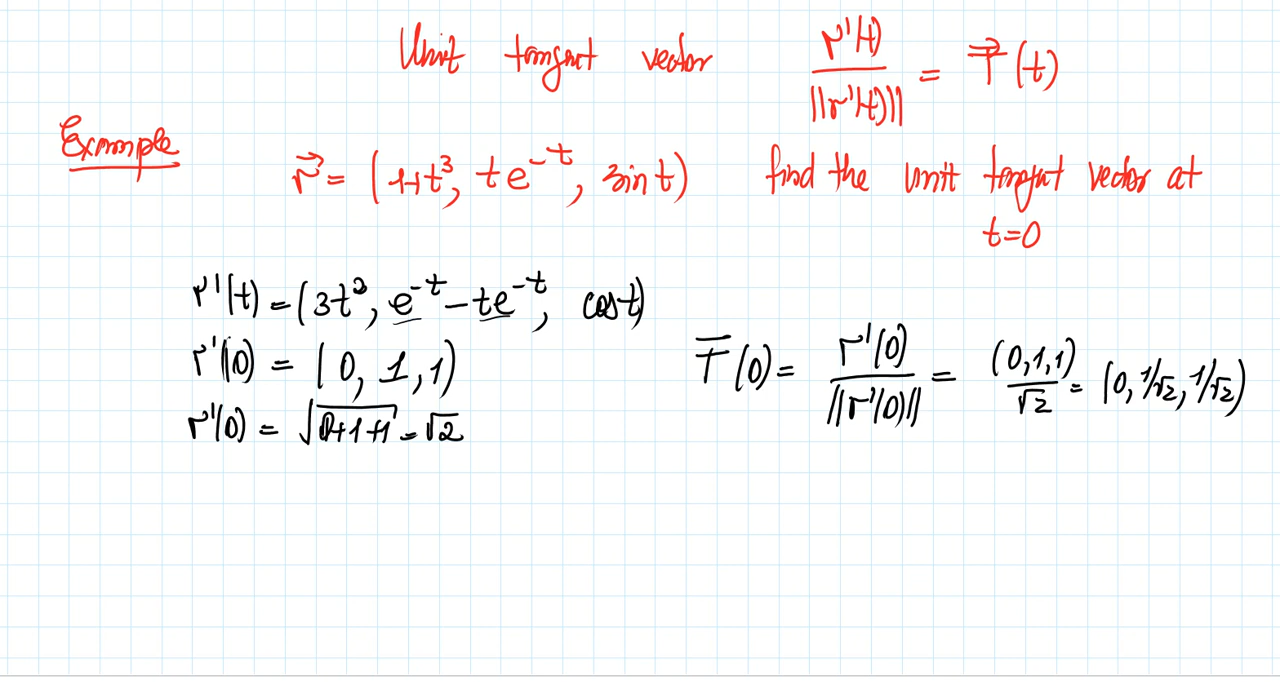 Unit tangent vector r'(t) / ||r'(t)|| = T⃗(t)
Example
r⃗ = (1+t³, te⁻ᵗ, sin t) find the unit tangent vector at
t=0
r'(t) = (3t², e⁻ᵗ - te⁻ᵗ, cost)
r'(0) = (0, 1, 1)
r'(0) = √(0+1+1) = √2
T̅(0) = r'(0) / ||r'(0)|| = (0,1,1) / √2 = (0, 1/√2, 1/√2)